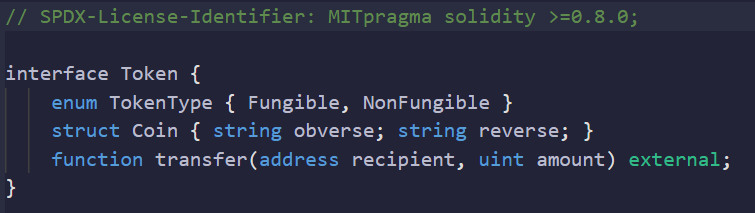 // SPDX-License-Identifier: MITpragma solidity >=0.8.0;
interface Token {
    enum TokenType { Fungible, NonFungible }
    struct Coin { string obverse; string reverse; }
    function transfer(address recipient, uint amount) external;
}